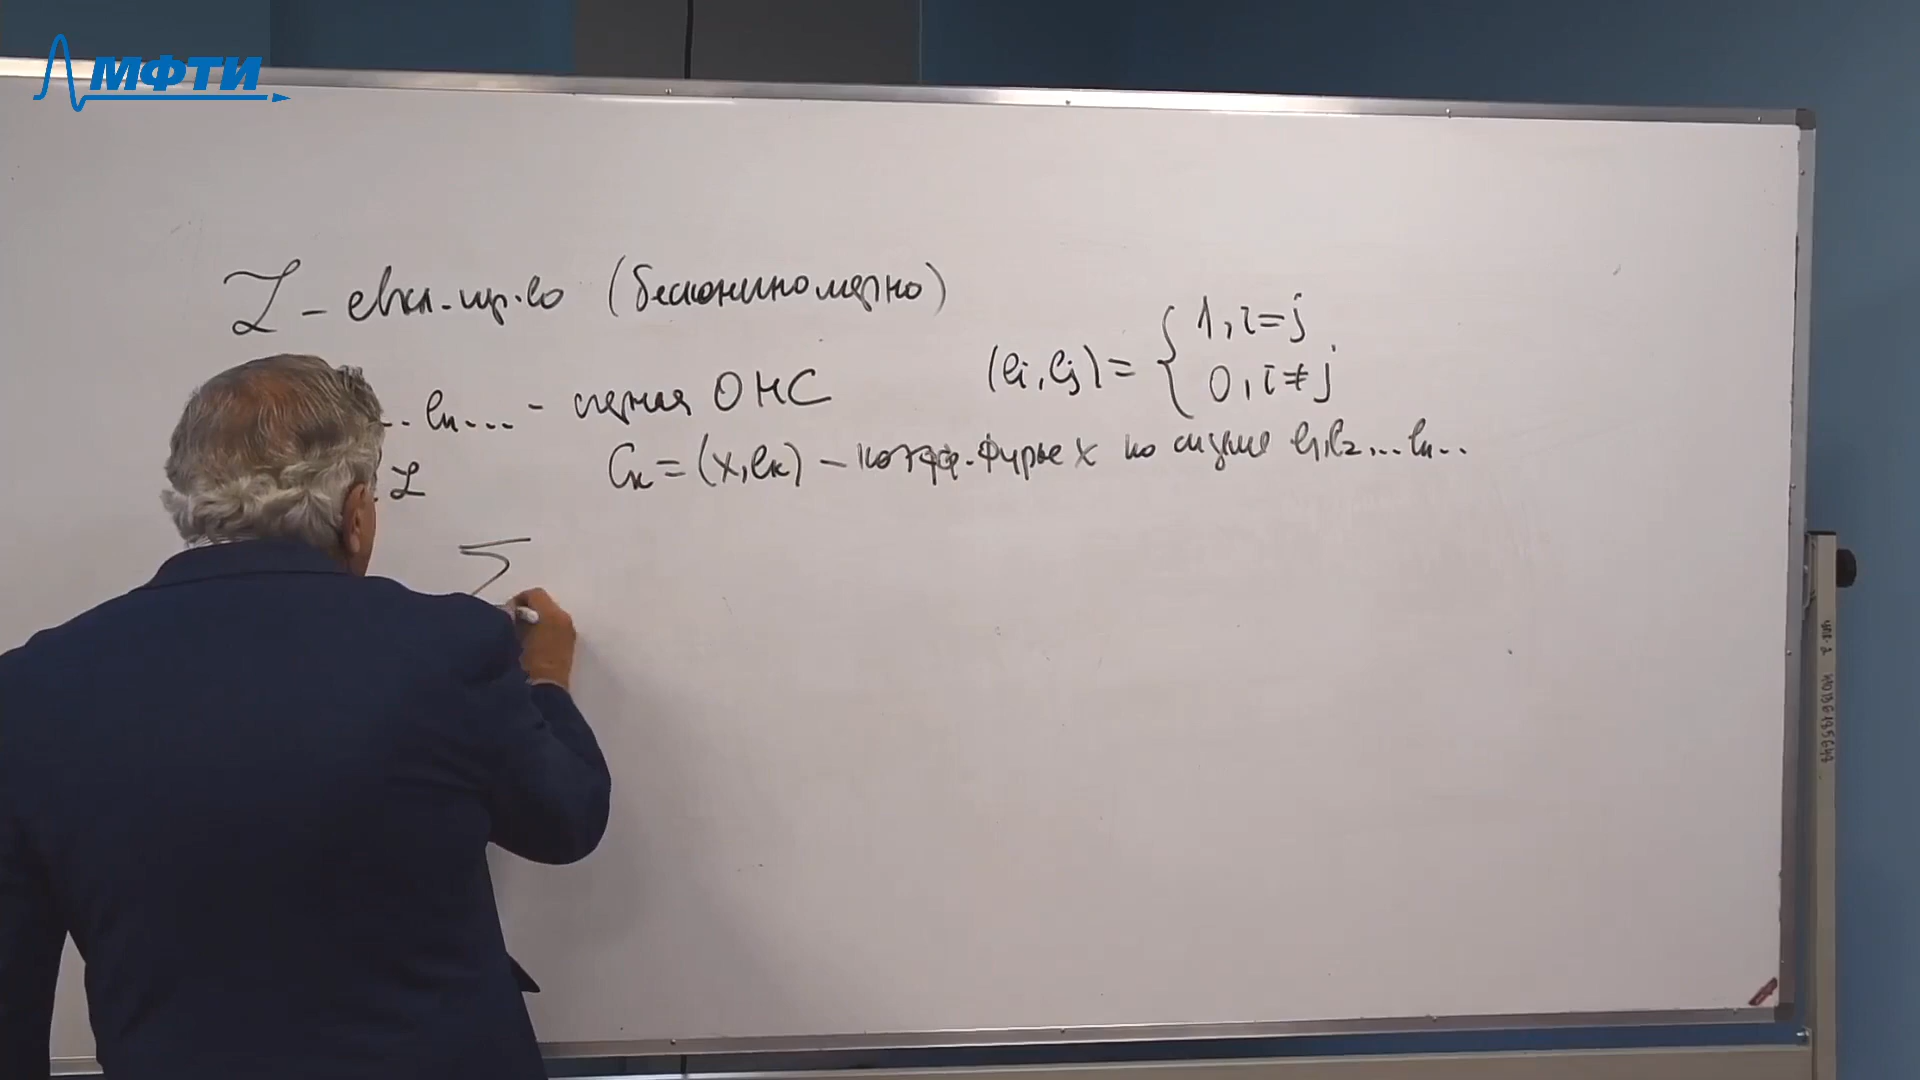 МФТИ
L - евкл. пр-во (бесконечномерно)
(ei, ej) = { 1, i = j
0, i ≠ j
.. en... - счетная ОНС
L
Ck = (x, ek) - коэфф. Фурье x по системе e1, e2, ... en...
Σ